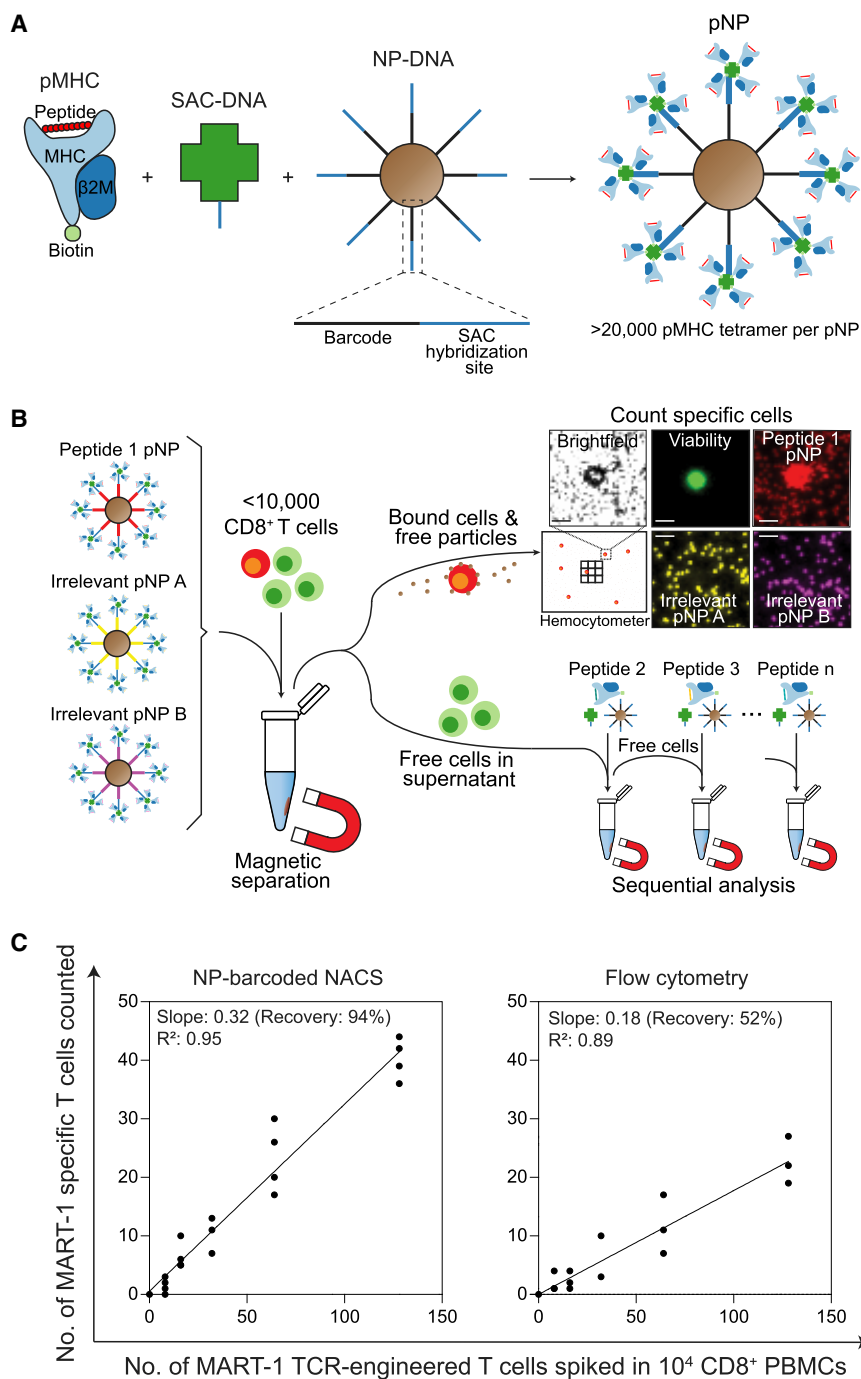 A
pMHC
Peptide
MHC
β2M
Biotin
+
SAC-DNA
+
NP-DNA
Barcode
SAC
hybridization
site
pNP
>20,000 pMHC tetramer per pNP
B
Peptide 1 pNP
Irrelevant pNP A
Irrelevant pNP B
<10,000
CD8⁺ T cells
Magnetic
separation
Bound cells &
free particles
Free cells in
supernatant
Count specific cells
Brightfield
Viability
Peptide 1
pNP
Hemocytometer
Irrelevant
pNP A
Irrelevant
pNP B
Peptide 2
Peptide 3
Peptide n
+
+
...
+
Free cells
Sequential analysis
C
No. of MART-1 specific T cells counted
NP-barcoded NACS
Slope: 0.32 (Recovery: 94%)
R²: 0.95
50
40
30
20
10
0
0
50
100
150
Flow cytometry
Slope: 0.18 (Recovery: 52%)
R²: 0.89
50
40
30
20
10
0
0
50
100
150
No. of MART-1 TCR-engineered T cells spiked in 10⁴ CD8⁺ PBMCs